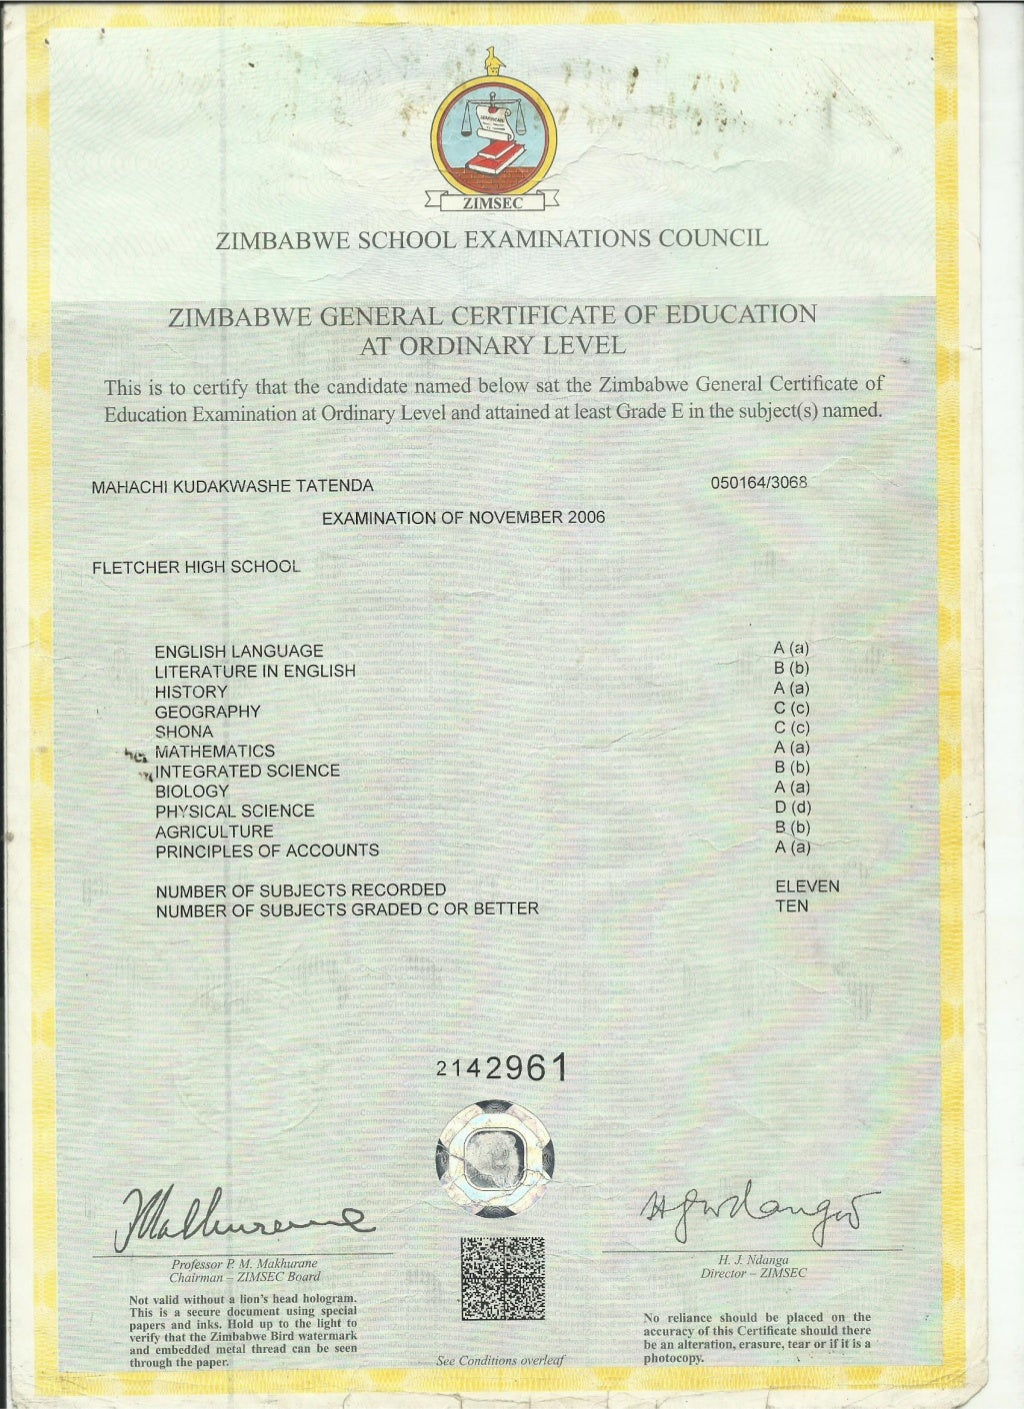 ZIMSEC
ZIMBABWE SCHOOL EXAMINATIONS COUNCIL
ZIMBABWE GENERAL CERTIFICATE OF EDUCATION
AT ORDINARY LEVEL
This is to certify that the candidate named below sat the Zimbabwe General Certificate of
Education Examination at Ordinary Level and attained at least Grade E in the subject(s) named.
MAHACHI KUDAKWASHE TATENDA 050164/3068
EXAMINATION OF NOVEMBER 2006
FLETCHER HIGH SCHOOL
ENGLISH LANGUAGE A (a)
LITERATURE IN ENGLISH B (b)
HISTORY A (a)
GEOGRAPHY C (c)
SHONA C (c)
MATHEMATICS A (a)
INTEGRATED SCIENCE B (b)
BIOLOGY A (a)
PHYSICAL SCIENCE D (d)
AGRICULTURE B (b)
PRINCIPLES OF ACCOUNTS A (a)
NUMBER OF SUBJECTS RECORDED ELEVEN
NUMBER OF SUBJECTS GRADED C OR BETTER TEN
2142961
Professor P. M. Makhurane
Chairman – ZIMSEC Board
Not valid without a lion's head hologram.
This is a secure document using special
papers and inks. Hold up to the light to
verify that the Zimbabwe Bird watermark
and embedded metal thread can be seen
through the paper.
See Conditions overleaf
H. J. Ndanga
Director – ZIMSEC
No reliance should be placed on the
accuracy of this Certificate should there
be an alteration, erasure, tear or if it is a
photocopy.